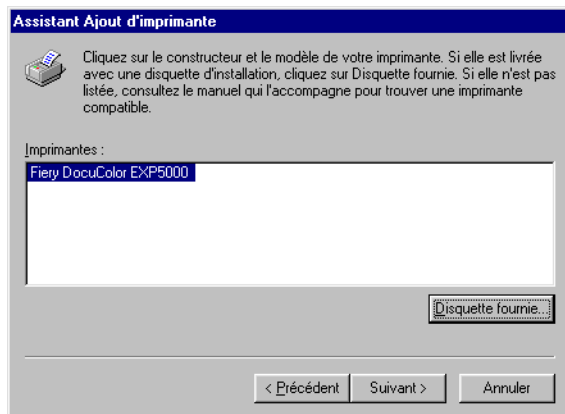 Assistant Ajout d'imprimante
Cliquez sur le constructeur et le modèle de votre imprimante. Si elle est livrée
avec une disquette d'installation, cliquez sur Disquette fournie. Si elle n'est pas
listée, consultez le manuel qui l'accompagne pour trouver une imprimante
compatible.
Imprimantes :
Fiery DocuColor EXP5000
Disquette fournie...
< Précédent Suivant > Annuler